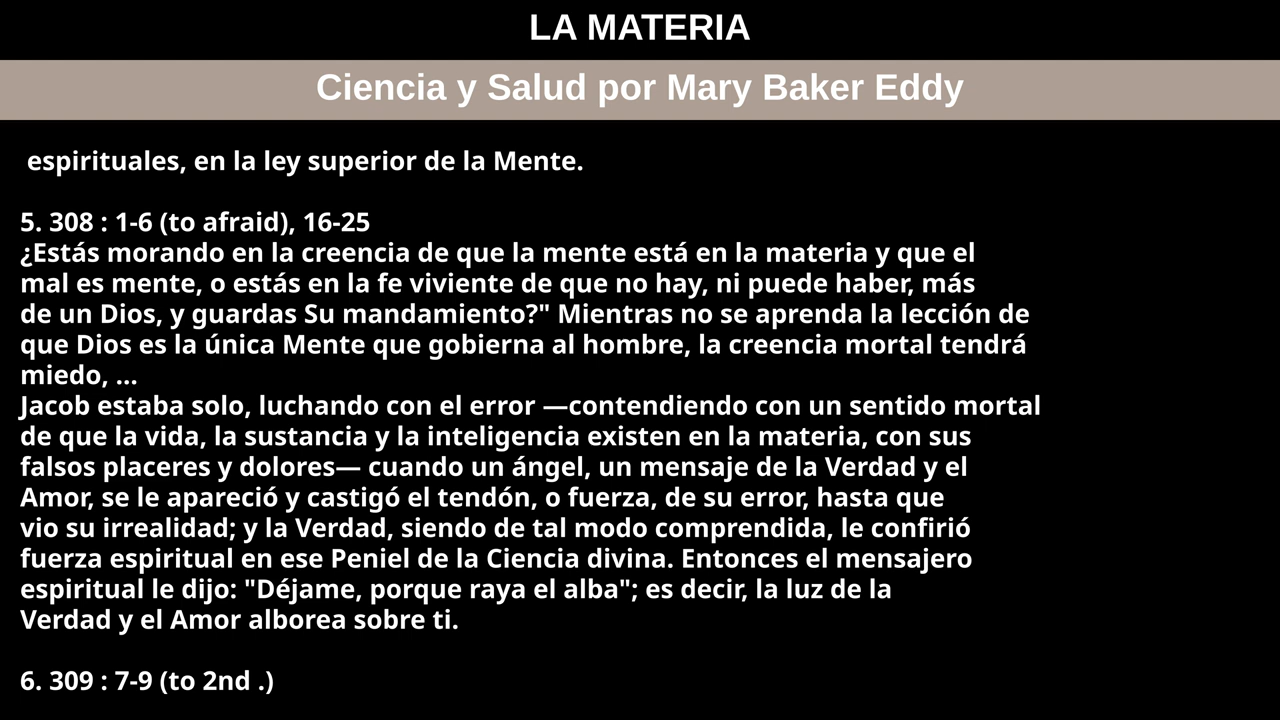 LA MATERIA
Ciencia y Salud por Mary Baker Eddy
espirituales, en la ley superior de la Mente.
5. 308 : 1-6 (to afraid), 16-25
¿Estás morando en la creencia de que la mente está en la materia y que el
mal es mente, o estás en la fe viviente de que no hay, ni puede haber, más
de un Dios, y guardas Su mandamiento?" Mientras no se aprenda la lección de
que Dios es la única Mente que gobierna al hombre, la creencia mortal tendrá
miedo, ...
Jacob estaba solo, luchando con el error —contendiendo con un sentido mortal
de que la vida, la sustancia y la inteligencia existen en la materia, con sus
falsos placeres y dolores— cuando un ángel, un mensaje de la Verdad y el
Amor, se le apareció y castigó el tendón, o fuerza, de su error, hasta que
vio su irrealidad; y la Verdad, siendo de tal modo comprendida, le confirió
fuerza espiritual en ese Peniel de la Ciencia divina. Entonces el mensajero
espiritual le dijo: "Déjame, porque raya el alba"; es decir, la luz de la
Verdad y el Amor alborea sobre ti.
6. 309 : 7-9 (to 2nd .)